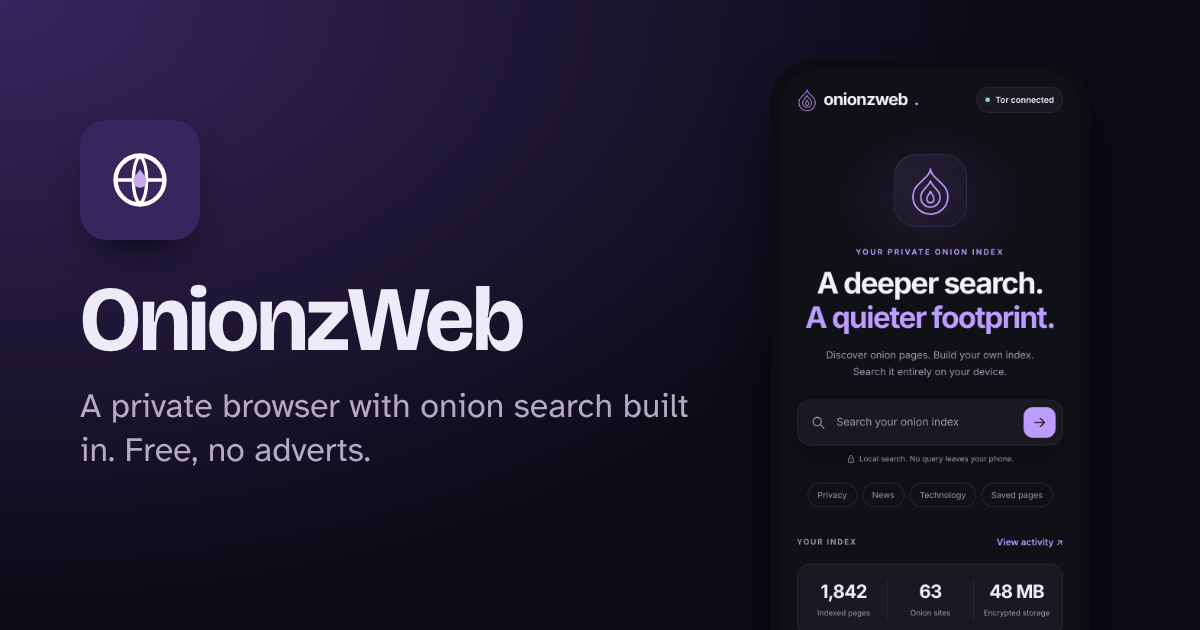 OnionzWeb
A private browser with onion search built
in. Free, no adverts.
onionzweb .
Tor connected
YOUR PRIVATE ONION INDEX
A deeper search.
A quieter footprint.
Discover onion pages. Build your own index.
Search it entirely on your device.
Search your onion index
Local search. No query leaves your phone.
Privacy News Technology Saved pages
YOUR INDEX View activity ↗
1,842 63 48 MB
Indexed pages Onion sites Encrypted storage